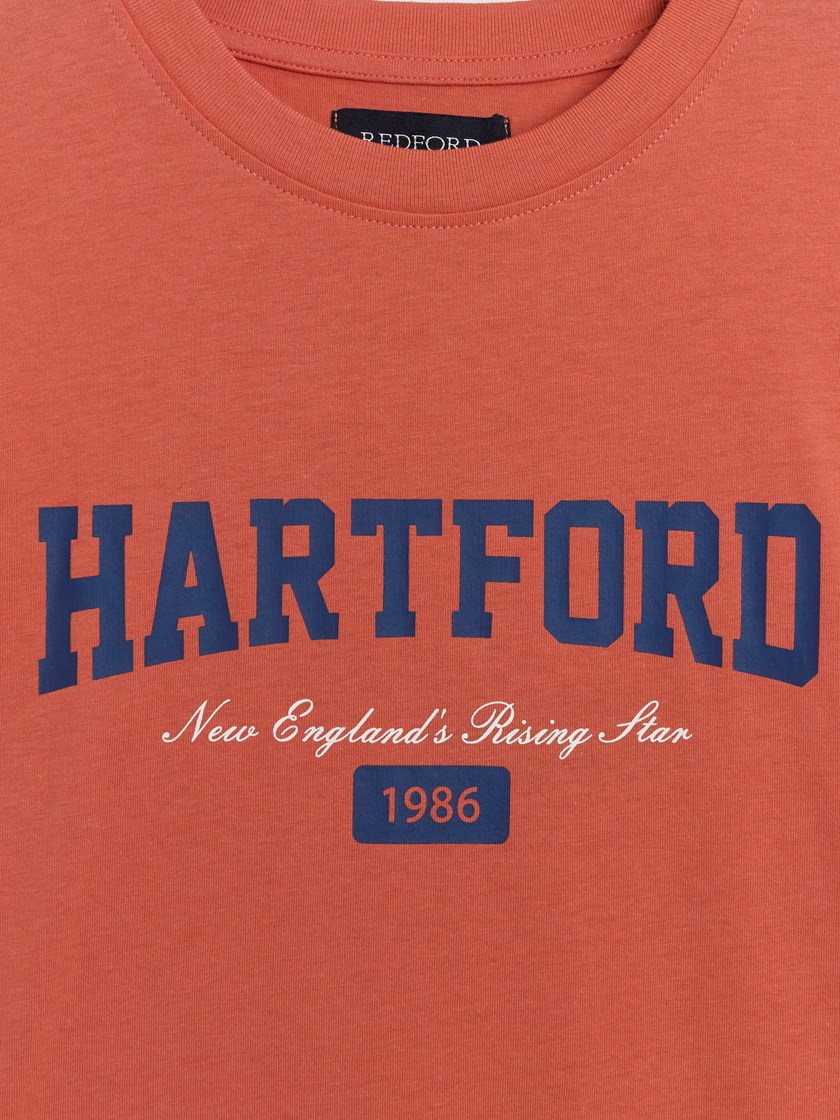 REDFORD
HARTFORD
New England's Rising Star
1986